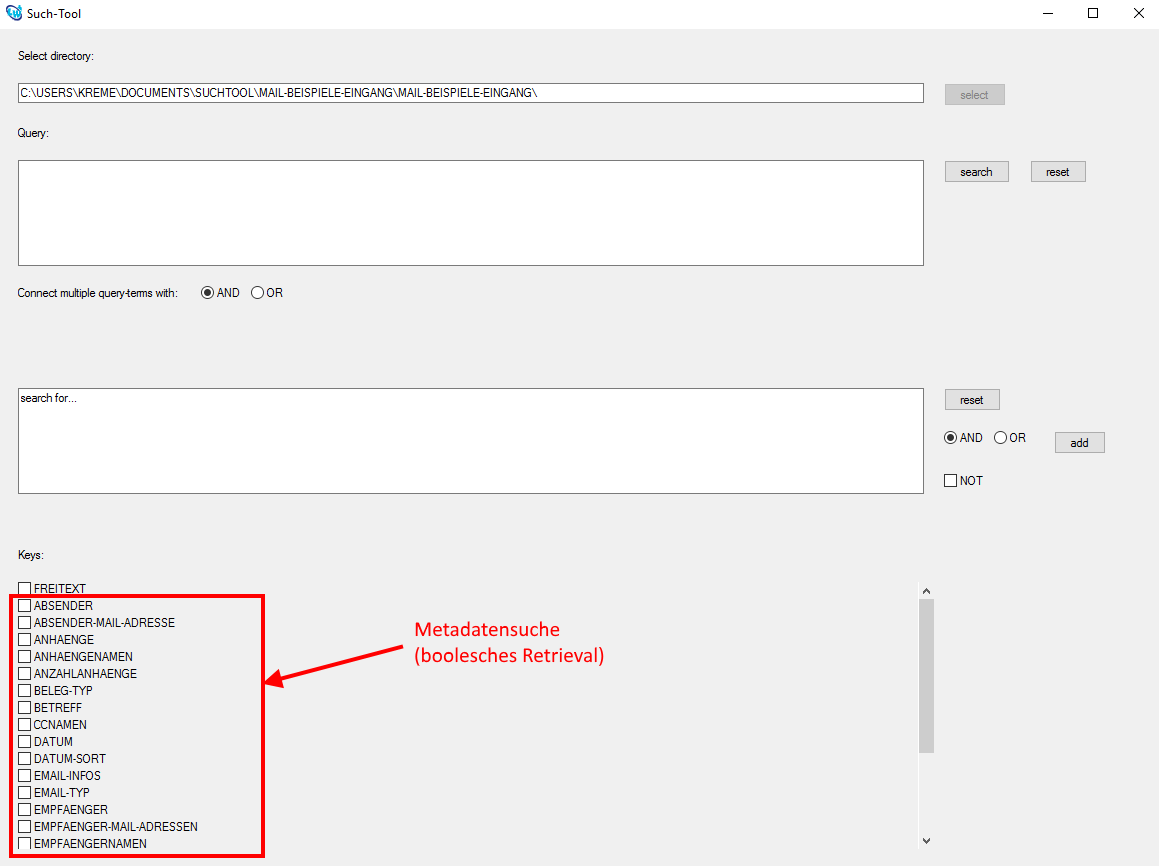 Such-Tool
Select directory:
C:\USERS\KREME\DOCUMENTS\SUCHTOOL\MAIL-BEISPIELE-EINGANG\MAIL-BEISPIELE-EINGANG\
select
Query:
search
reset
Connect multiple query-terms with:
AND
OR
search for...
reset
AND
OR
add
NOT
Keys:
FREITEXT
ABSENDER
ABSENDER-MAIL-ADRESSE
ANHAENGE
ANHAENGENAMEN
ANZAHLANHAENGE
BELEG-TYP
BETREFF
CCNAMEN
DATUM
DATUM-SORT
EMAIL-INFOS
EMAIL-TYP
EMPFAENGER
EMPFAENGER-MAIL-ADRESSEN
EMPFAENGERNAMEN
Metadatensuche
(boolesches Retrieval)